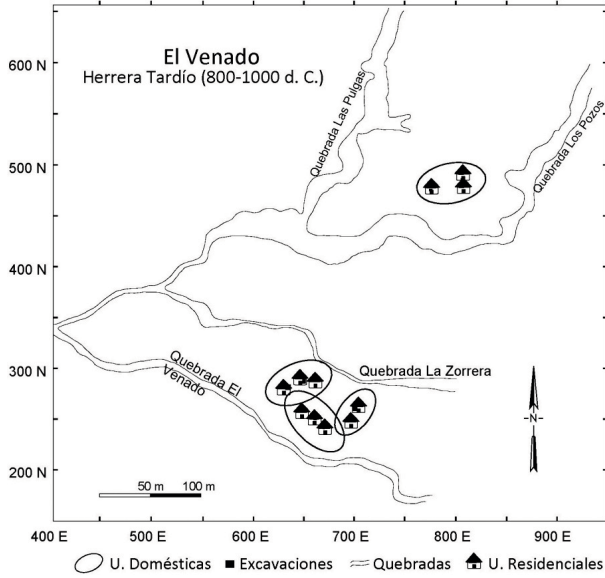 El Venado
Herrera Tardío (800-1000 d. C.)
600 N
500 N
400 N
300 N
200 N
Quebrada Las Pulgas
Quebrada Los Pozos
Quebrada La Zorrera
Quebrada El
Venado
N
50 m 100 m
400 E 500 E 600 E 700 E 800 E 900 E
U. Domésticas Excavaciones Quebradas U. Residenciales